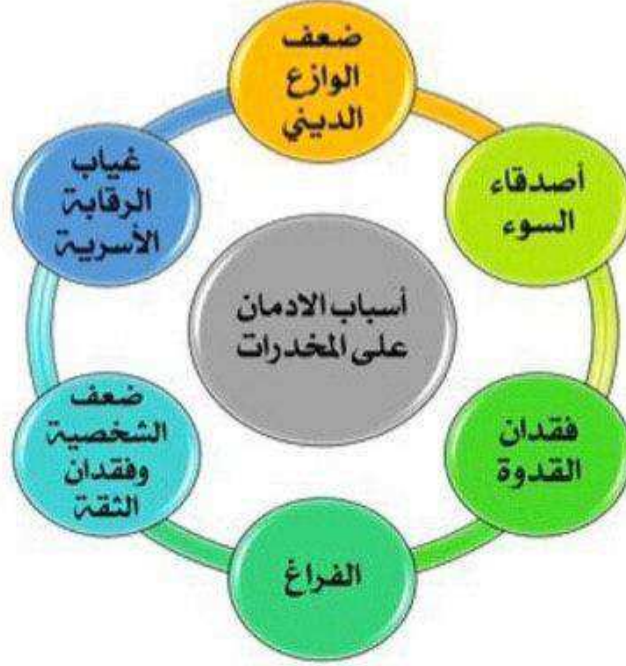 ضعف
الوازع
الديني
أصدقاء
السوء
فقدان
القدوة
الفراغ
ضعف
الشخصية
وفقدان
الثقة
غياب
الرقابة
الأسرية
أسباب الادمان
على المخدرات